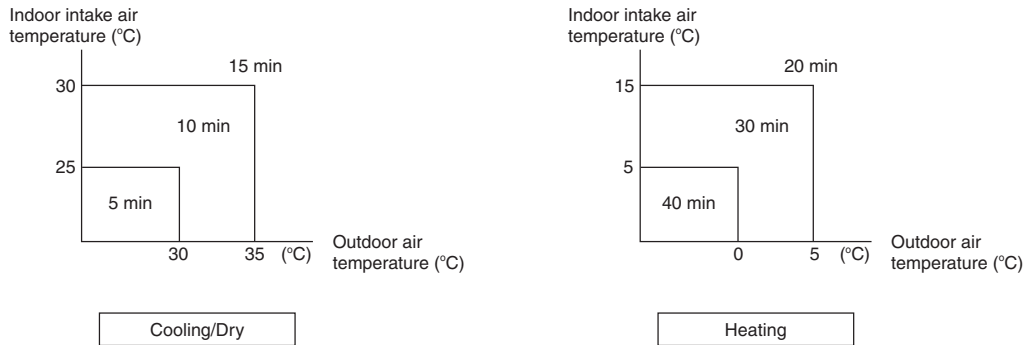 Indoor intake air
temperature (°C)
15 min
30
10 min
25
5 min
30
35
(°C)
Outdoor air
temperature (°C)
Cooling/Dry
Indoor intake air
temperature (°C)
20 min
15
30 min
5
40 min
0
5
(°C)
Outdoor air
temperature (°C)
Heating